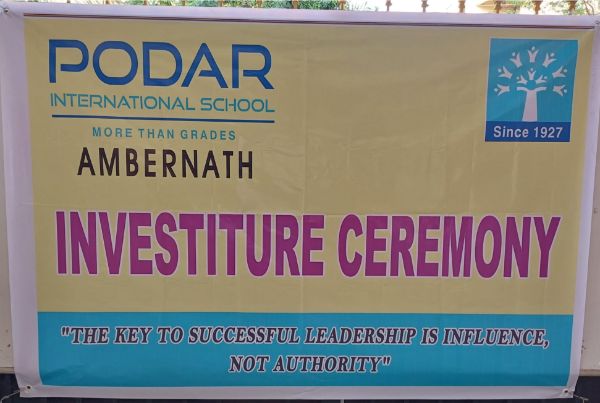 PODAR
INTERNATIONAL SCHOOL
MORE THAN GRADES
AMBERNATH
Since 1927
INVESTITURE CEREMONY
"THE KEY TO SUCCESSFUL LEADERSHIP IS INFLUENCE,
NOT AUTHORITY"